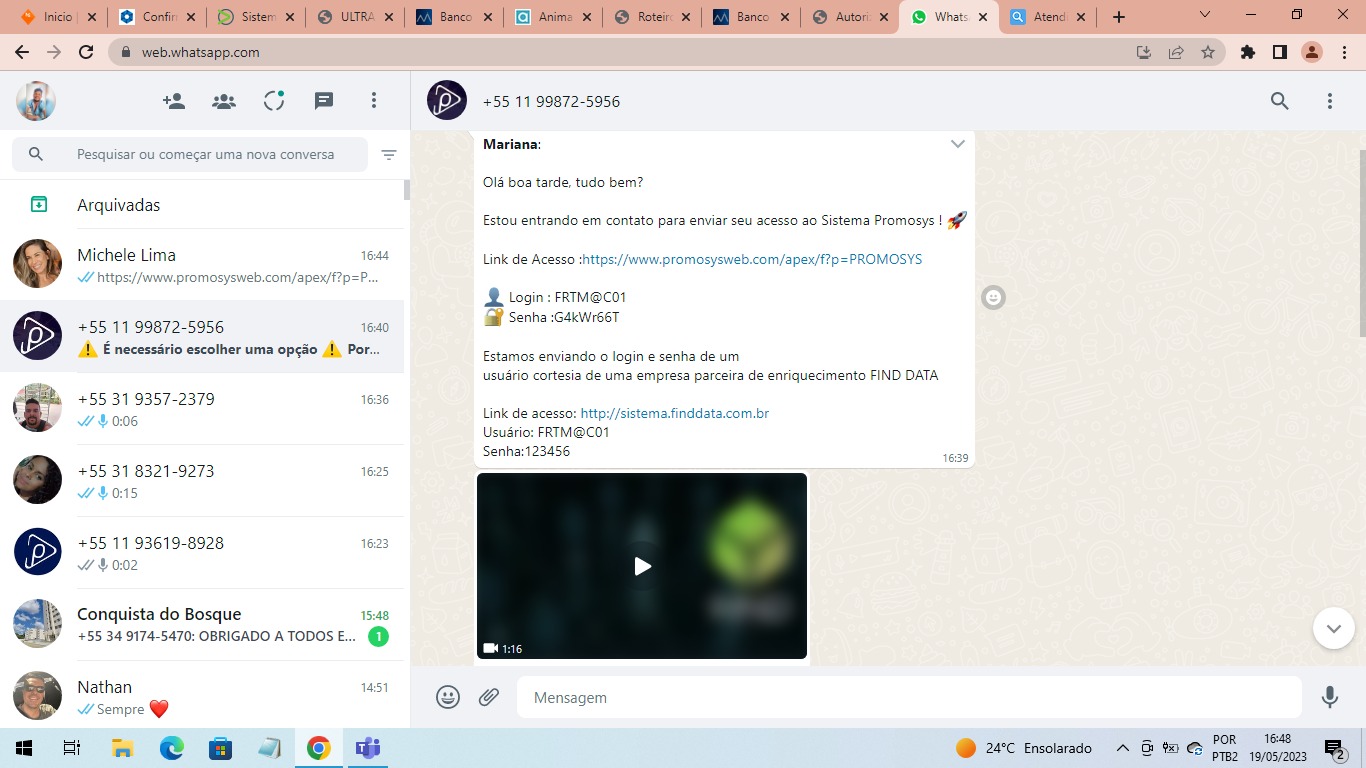 Inicio |
Confirm
Sistem
ULTRA
Banco
Anima
Roteiro
Banco
Autoriz
Whats
Atendi
web.whatsapp.com
+55 11 99872-5956
Pesquisar ou começar uma nova conversa
Arquivadas
Michele Lima
16:44
https://www.promosysweb.com/apex/f?p=P...
+55 11 99872-5956
16:40
⚠️ É necessário escolher uma opção ⚠️ Por...
+55 31 9357-2379
16:36
0:06
+55 31 8321-9273
16:25
0:15
+55 11 93619-8928
16:23
0:02
Conquista do Bosque
15:48
+55 34 9174-5470: OBRIGADO A TODOS E...
1
Nathan
14:51
Sempre ❤️
Mariana:
Olá boa tarde, tudo bem?
Estou entrando em contato para enviar seu acesso ao Sistema Promosys ! 🚀
Link de Acesso :https://www.promosysweb.com/apex/f?p=PROMOSYS
👤 Login : FRTM@C01
🔐 Senha :G4kWr66T
Estamos enviando o login e senha de um
usuário cortesia de uma empresa parceira de enriquecimento FIND DATA
Link de acesso: http://sistema.finddata.com.br
Usuário: FRTM@C01
Senha:123456
16:39
1:16
Mensagem
24°C Ensolarado
POR
PTB2
16:48
19/05/2023
2